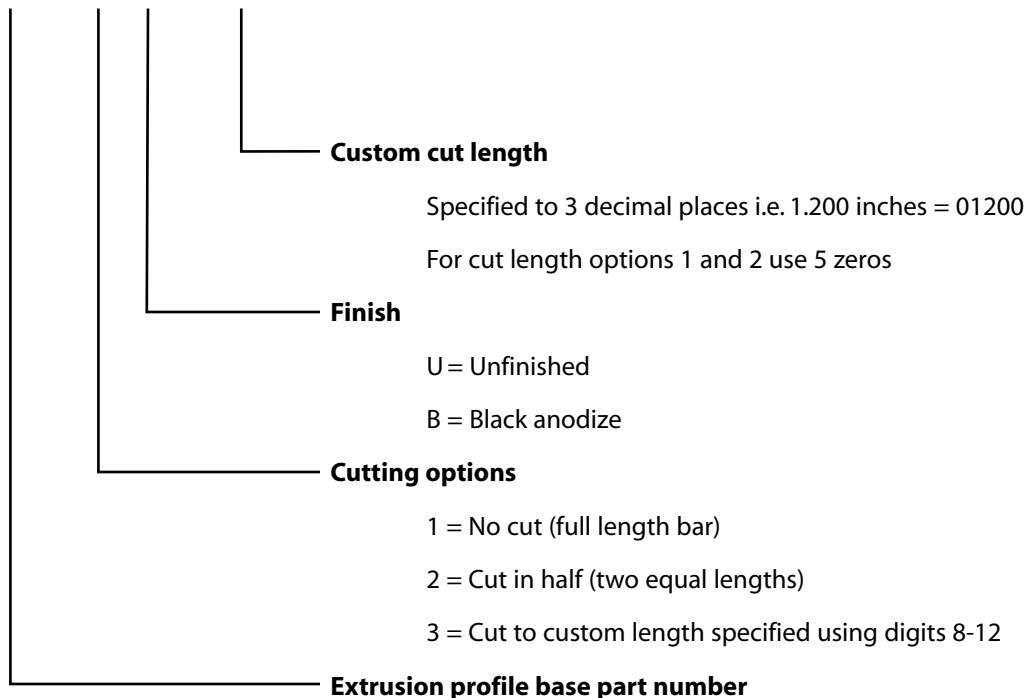 Custom cut length
Specified to 3 decimal places i.e. 1.200 inches = 01200
For cut length options 1 and 2 use 5 zeros
Finish
U = Unfinished
B = Black anodize
Cutting options
1 = No cut (full length bar)
2 = Cut in half (two equal lengths)
3 = Cut to custom length specified using digits 8-12
Extrusion profile base part number